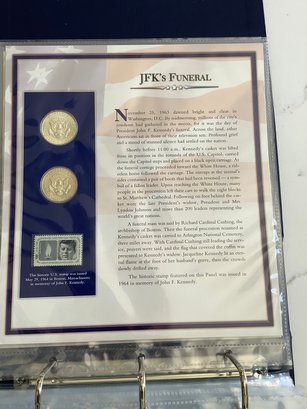 JFK's FUNERAL
November 25, 1963 dawned bright and clear in
Washington, D.C. By midmorning, millions of the
had gathered in the streets, for it was the day of
President John F. Kennedy's funeral. Across the land, other
Americans sat in front of their television sets. Profound grief
and a mood of stunned silence had settled on the nation.
Shortly before 11:00 a.m., Kennedy's casket was lifted
from its position in the rotunda of the U.S. Capitol, carried
down the Capitol steps and placed on a black gun carriage. As
the funeral cortege proceeded toward the White House, a rider-
less horse followed the carriage. The stirrups at the
sides contained a pair of boots that had been reversed — a sym-
bol of a fallen leader. Upon reaching the White House, many
people in the procession left their cars to walk the eight blocks
to St. Matthew's Cathedral. Following on foot behind the cas-
ket were the late President's widow, President and Mrs.
Lyndon Johnson and more than 200 leaders representing the
world's great nations.
A funeral mass was said by Richard Cardinal Cushing, the
archbishop of Boston. Then the funeral procession resumed as
Kennedy's casket was carried to Arlington National Cemetery,
three miles away. With Cardinal Cushing still leading the serv-
ice, prayers were said, and the flag that covered the coffin was
presented to Kennedy's widow. Jacqueline Kennedy lit an eter-
nal flame at the foot of her husband's grave, then the crowds
slowly drifted away.
The historic stamp featured on this Panel was issued in
1964 in memory of John F. Kennedy.
This historic U.S. stamp was issued
May 29, 1964 in Boston, Massachusetts
in memory of John F. Kennedy.